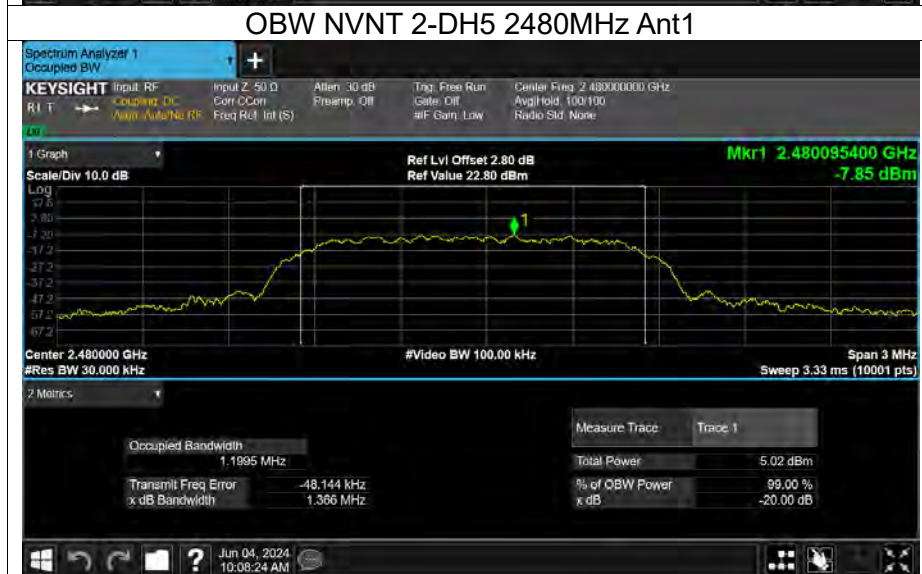 OBW NVNT 2-DH5 2480MHz Ant1
Spectrum Analyzer 1
Occupied BW
+
KEYSIGHT Input: RF Input Z: 50 Ω Atten: 30 dB Trig: Free Run Center Freq: 2.480000000 GHz
RLT Coupling: DC Corr CCorr Preamp: Off Gate: Off Avg|Hold: 100/100
Align: Auto/No RF Freq Ref: Int (S) #IF Gain: Low Radio Std: None
1 Graph Ref Lvl Offset 2.80 dB Mkr1 2.480095400 GHz
Scale/Div 10.0 dB Ref Value 22.80 dBm -7.85 dBm
Log
2.80
-7.20
-17.2
-27.2
-37.2
-47.2
-57.2
-67.2
1
Center 2.480000 GHz #Video BW 100.00 kHz Span 3 MHz
#Res BW 30.000 kHz Sweep 3.33 ms (10001 pts)
2 Metrics
Measure Trace Trace 1
Occupied Bandwidth
1.1995 MHz Total Power 5.02 dBm
Transmit Freq Error -48.144 kHz % of OBW Power 99.00 %
x dB Bandwidth 1.366 MHz x dB -20.00 dB
? Jun 04, 2024
10:08:24 AM